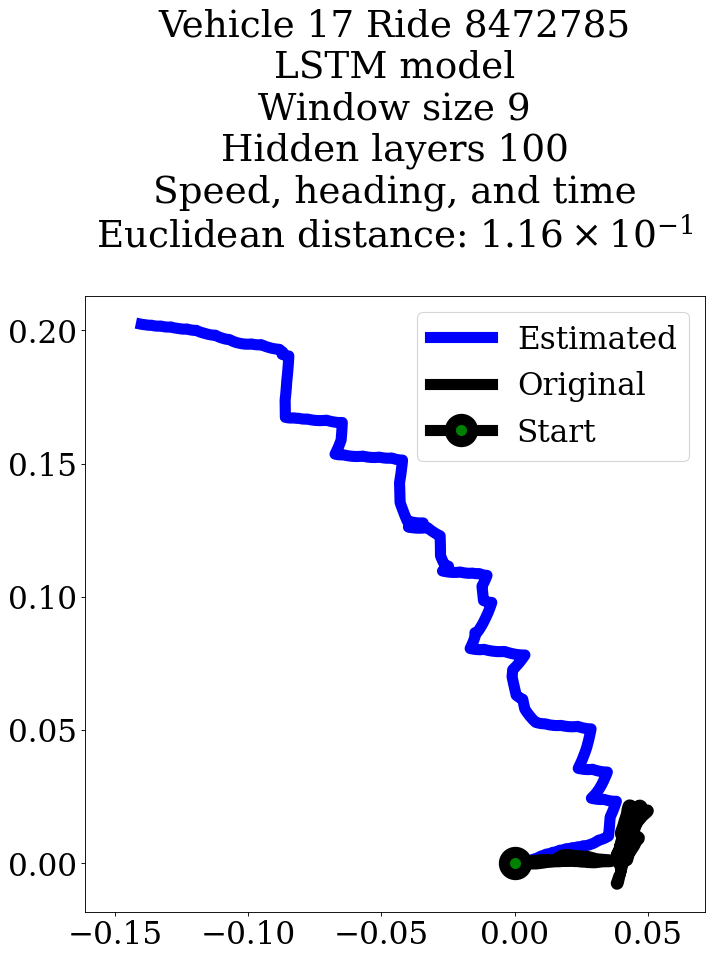 Vehicle 17 Ride 8472785
LSTM model
Window size 9
Hidden layers 100
Speed, heading, and time
Euclidean distance: 1.16 × 10⁻¹
Estimated
Original
Start
0.20
0.15
0.10
0.05
0.00
−0.15 −0.10 −0.05 0.00 0.05